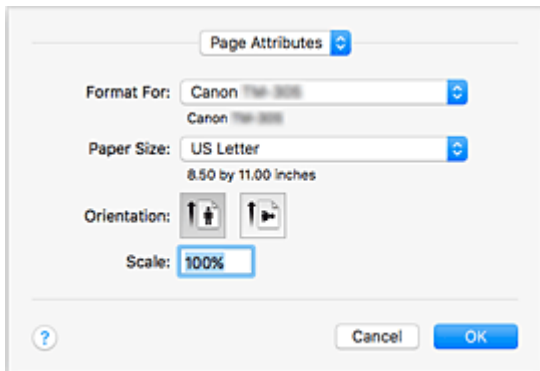 Page Attributes
Format For: Canon
Canon
Paper Size: US Letter
8.50 by 11.00 inches
Orientation:
Scale: 100%
? Cancel OK